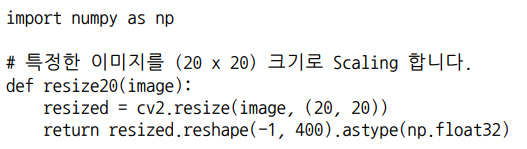 import numpy as np

# 특정한 이미지를 (20 x 20) 크기로 Scaling 합니다.
def resize20(image):
    resized = cv2.resize(image, (20, 20))
    return resized.reshape(-1, 400).astype(np.float32)